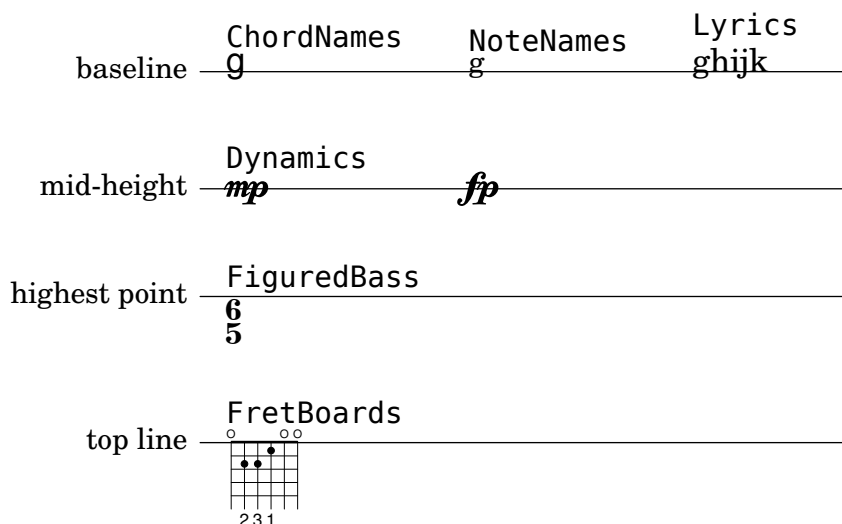 ChordNames NoteNames Lyrics
baseline g g ghijk
Dynamics
mid-height mp fp
FiguredBass
highest point
6
5
FretBoards
o o o
top line
231